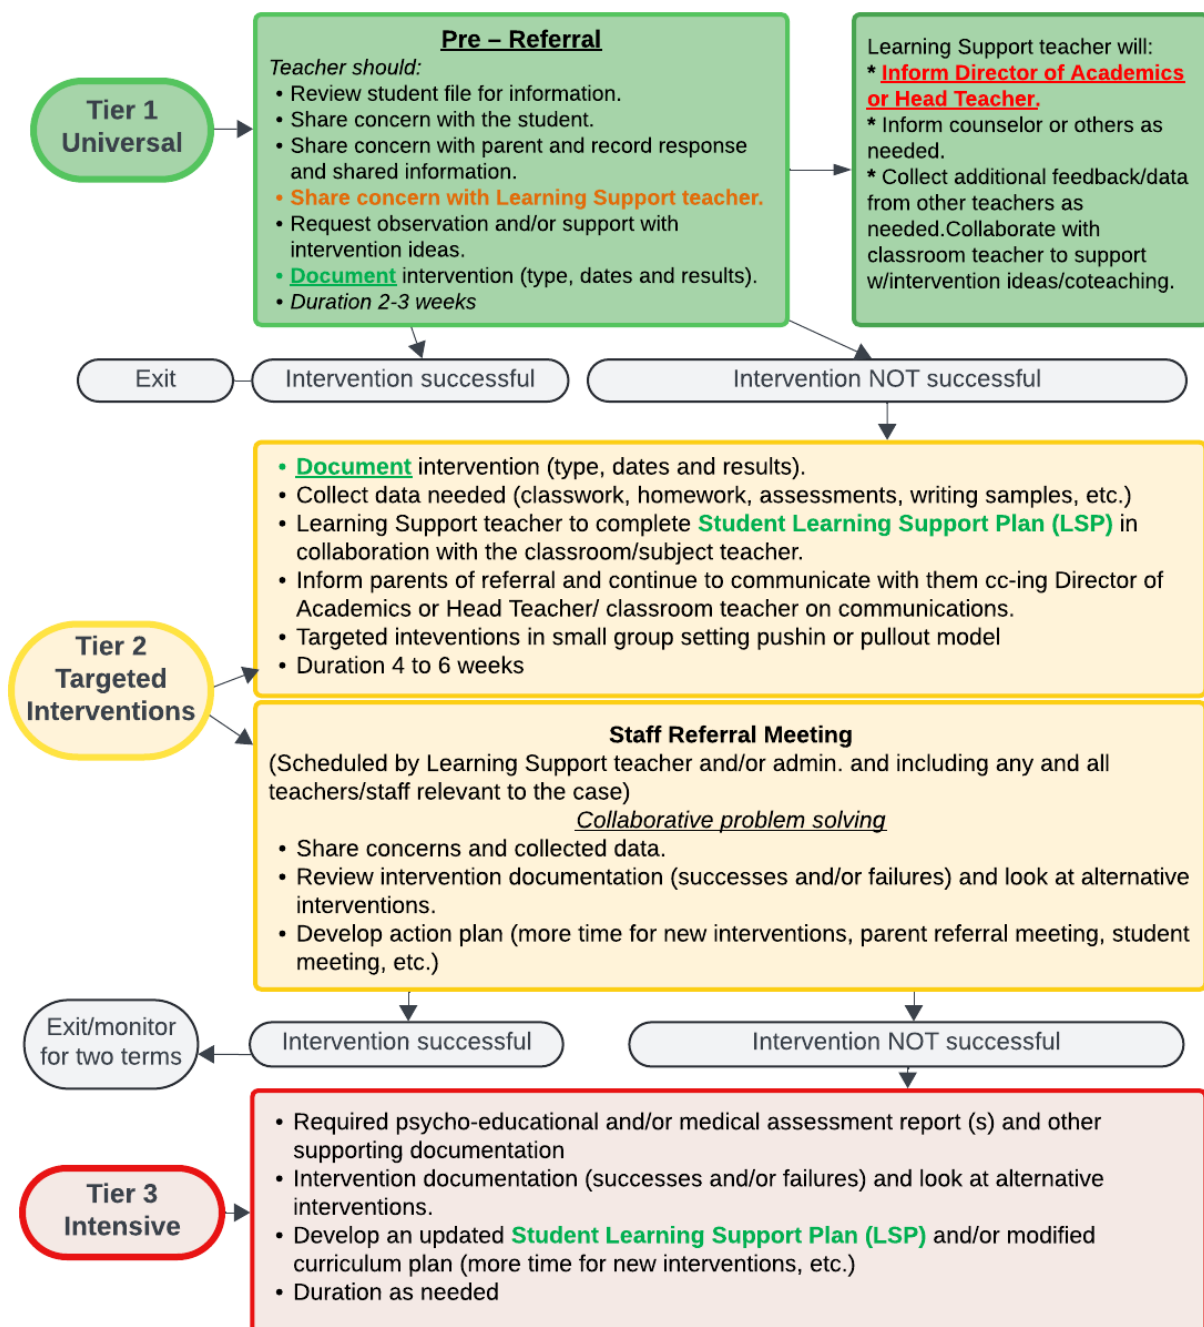 Tier 1
Universal
Pre – Referral
Teacher should:
• Review student file for information.
• Share concern with the student.
• Share concern with parent and record response
and shared information.
• Share concern with Learning Support teacher.
• Request observation and/or support with
intervention ideas.
• Document intervention (type, dates and results).
• Duration 2-3 weeks
Learning Support teacher will:
* Inform Director of Academics
or Head Teacher.
* Inform counselor or others as
needed.
* Collect additional feedback/data
from other teachers as
needed.Collaborate with
classroom teacher to support
w/intervention ideas/coteaching.
Exit
Intervention successful
Intervention NOT successful
Tier 2
Targeted
Interventions
• Document intervention (type, dates and results).
• Collect data needed (classwork, homework, assessments, writing samples, etc.)
• Learning Support teacher to complete Student Learning Support Plan (LSP) in
collaboration with the classroom/subject teacher.
• Inform parents of referral and continue to communicate with them cc-ing Director of
Academics or Head Teacher/ classroom teacher on communications.
• Targeted inteventions in small group setting pushin or pullout model
• Duration 4 to 6 weeks
Staff Referral Meeting
(Scheduled by Learning Support teacher and/or admin. and including any and all
teachers/staff relevant to the case)
Collaborative problem solving
• Share concerns and collected data.
• Review intervention documentation (successes and/or failures) and look at alternative
interventions.
• Develop action plan (more time for new interventions, parent referral meeting, student
meeting, etc.)
Exit/monitor
for two terms
Intervention successful
Intervention NOT successful
Tier 3
Intensive
• Required psycho-educational and/or medical assessment report (s) and other
supporting documentation
• Intervention documentation (successes and/or failures) and look at alternative
interventions.
• Develop an updated Student Learning Support Plan (LSP) and/or modified
curriculum plan (more time for new interventions, etc.)
• Duration as needed